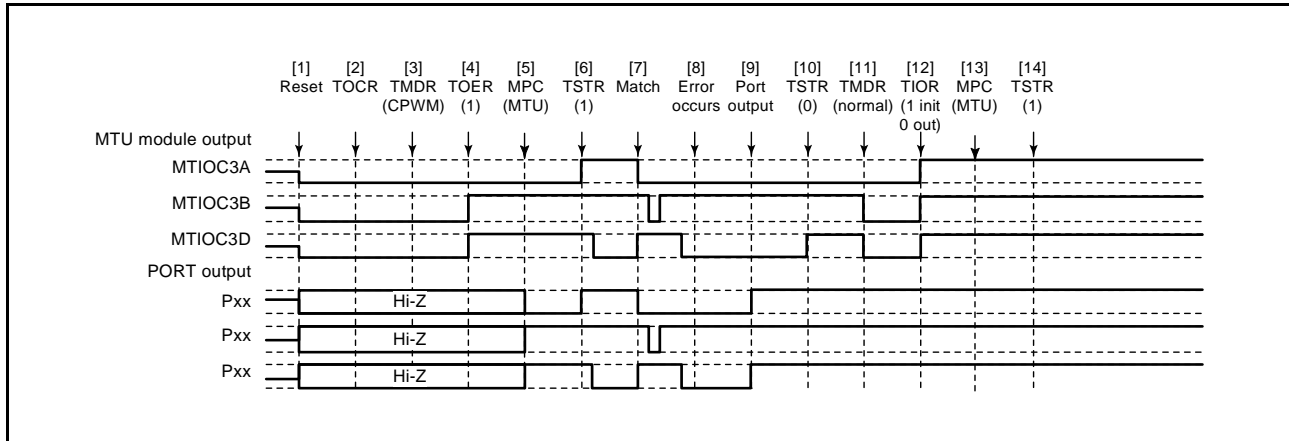 [1] [2] [3] [4] [5] [6] [7] [8] [9] [10] [11] [12] [13] [14]
Reset TOCR TMDR TOER MPC TSTR Match Error Port TSTR TMDR TIOR MPC TSTR
(CPWM) (1) (MTU) (1) occurs output (0) (normal) (1 init (MTU) (1)
0 out)
MTU module output
MTIOC3A
MTIOC3B
MTIOC3D
PORT output
Pxx Hi-Z
Pxx Hi-Z
Pxx Hi-Z